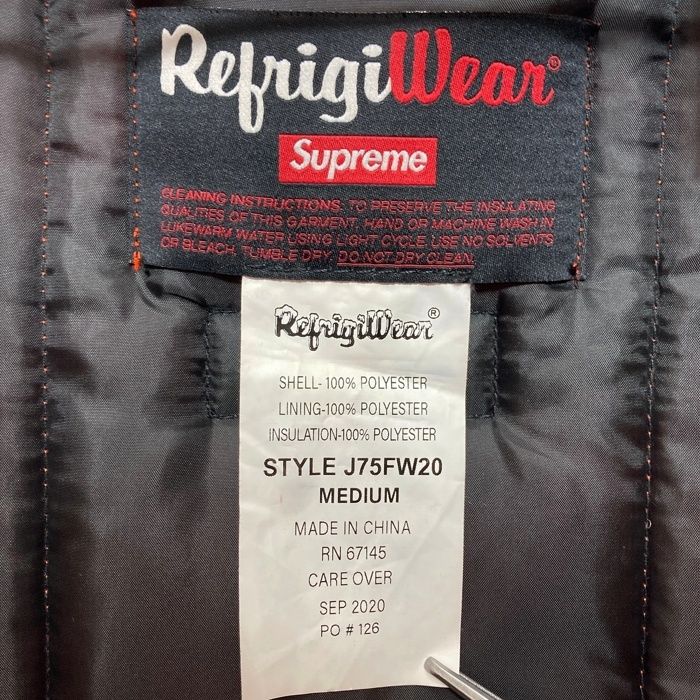 RefrigiWear®
Supreme
CLEANING INSTRUCTIONS. TO PRESERVE THE INSULATING
QUALITIES OF THIS GARMENT. HAND OR MACHINE WASH IN
LUKEWARM WATER USING LIGHT CYCLE. USE NO SOLVENTS
OR BLEACH. TUMBLE DRY. DO NOT DRY CLEAN.
RefrigiWear®
SHELL- 100% POLYESTER
LINING-100% POLYESTER
INSULATION-100% POLYESTER
STYLE J75FW20
MEDIUM
MADE IN CHINA
RN 67145
CARE OVER
SEP 2020
PO # 126